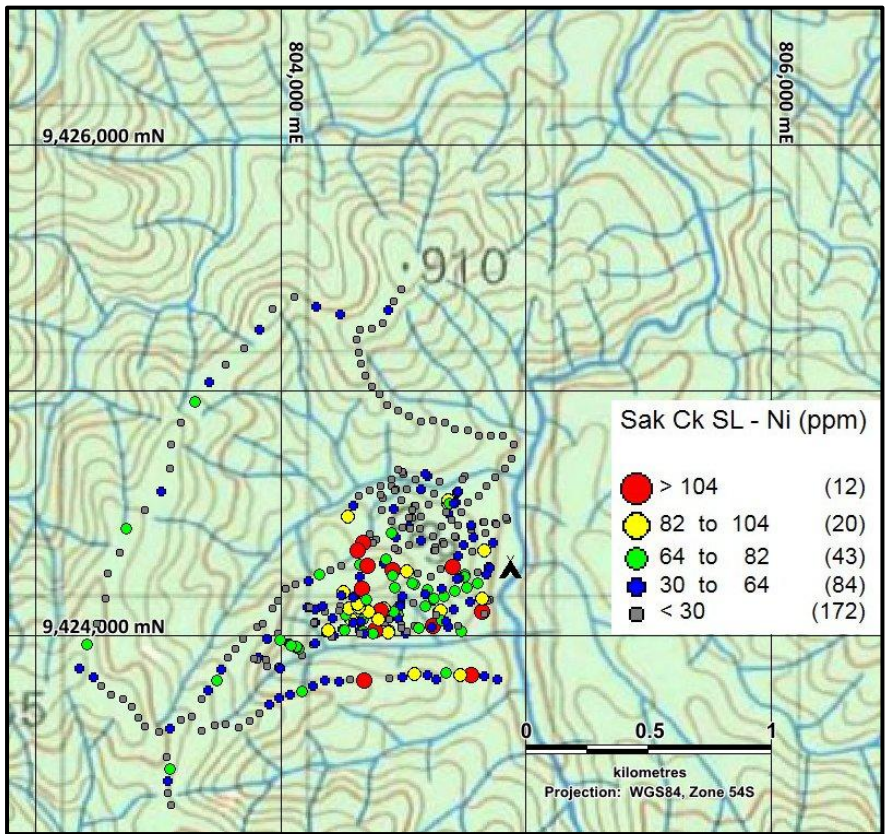 804,000 mE
806,000 mE
9,426,000 mN
910
Sak Ck SL - Ni (ppm)
> 104 (12)
82 to 104 (20)
64 to 82 (43)
30 to 64 (84)
< 30 (172)
9,424,000 mN
0 0.5 1
kilometres
Projection: WGS84, Zone 54S